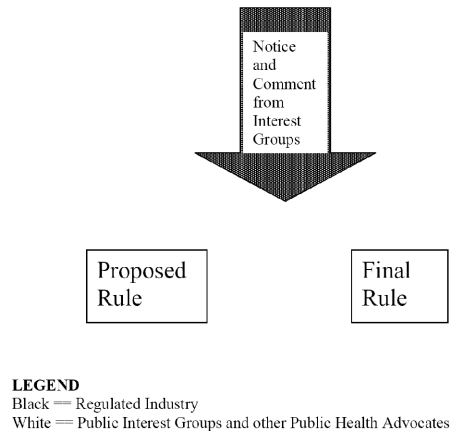 Notice
and
Comment
from
Interest
Groups
Proposed
Rule
Final
Rule
LEGEND
Black == Regulated Industry
White == Public Interest Groups and other Public Health Advocates